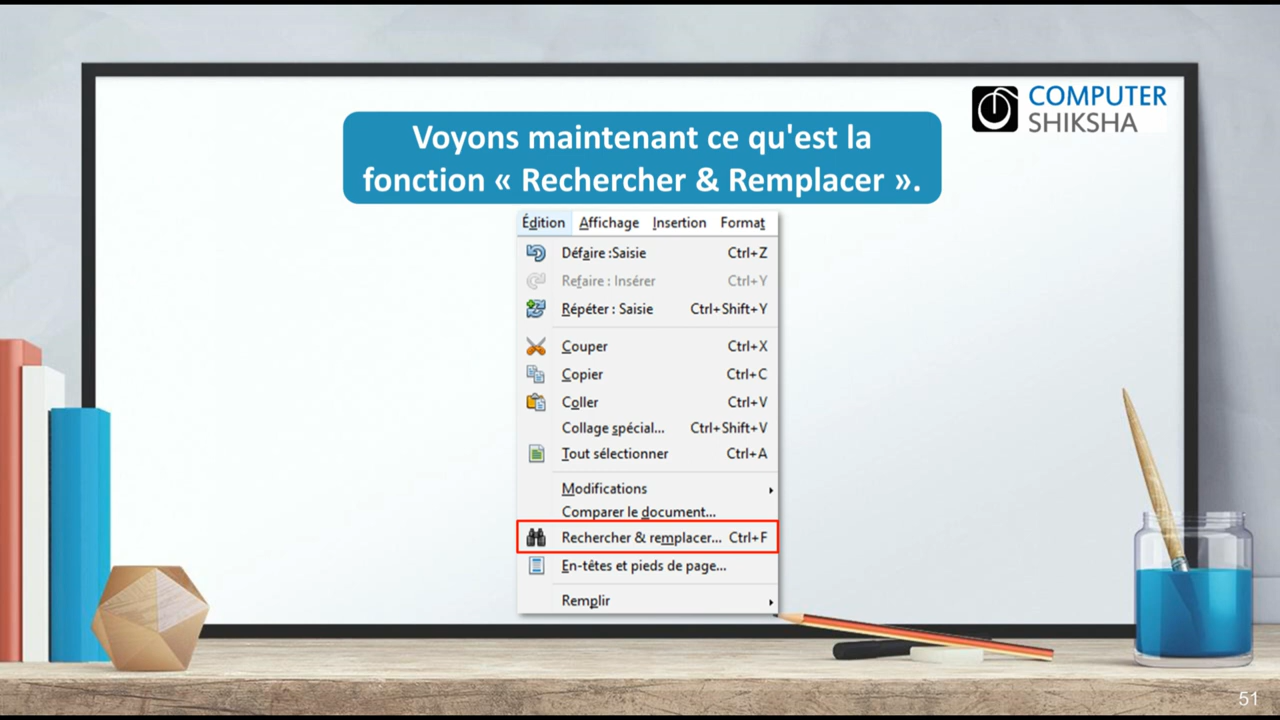 COMPUTER
SHIKSHA
Voyons maintenant ce qu'est la
fonction « Rechercher & Remplacer ».
Édition Affichage Insertion Format
Défaire :Saisie Ctrl+Z
Refaire : Insérer Ctrl+Y
Répéter : Saisie Ctrl+Shift+Y
Couper Ctrl+X
Copier Ctrl+C
Coller Ctrl+V
Collage spécial... Ctrl+Shift+V
Tout sélectionner Ctrl+A
Modifications
Comparer le document...
Rechercher & remplacer... Ctrl+F
En-têtes et pieds de page...
Remplir
51